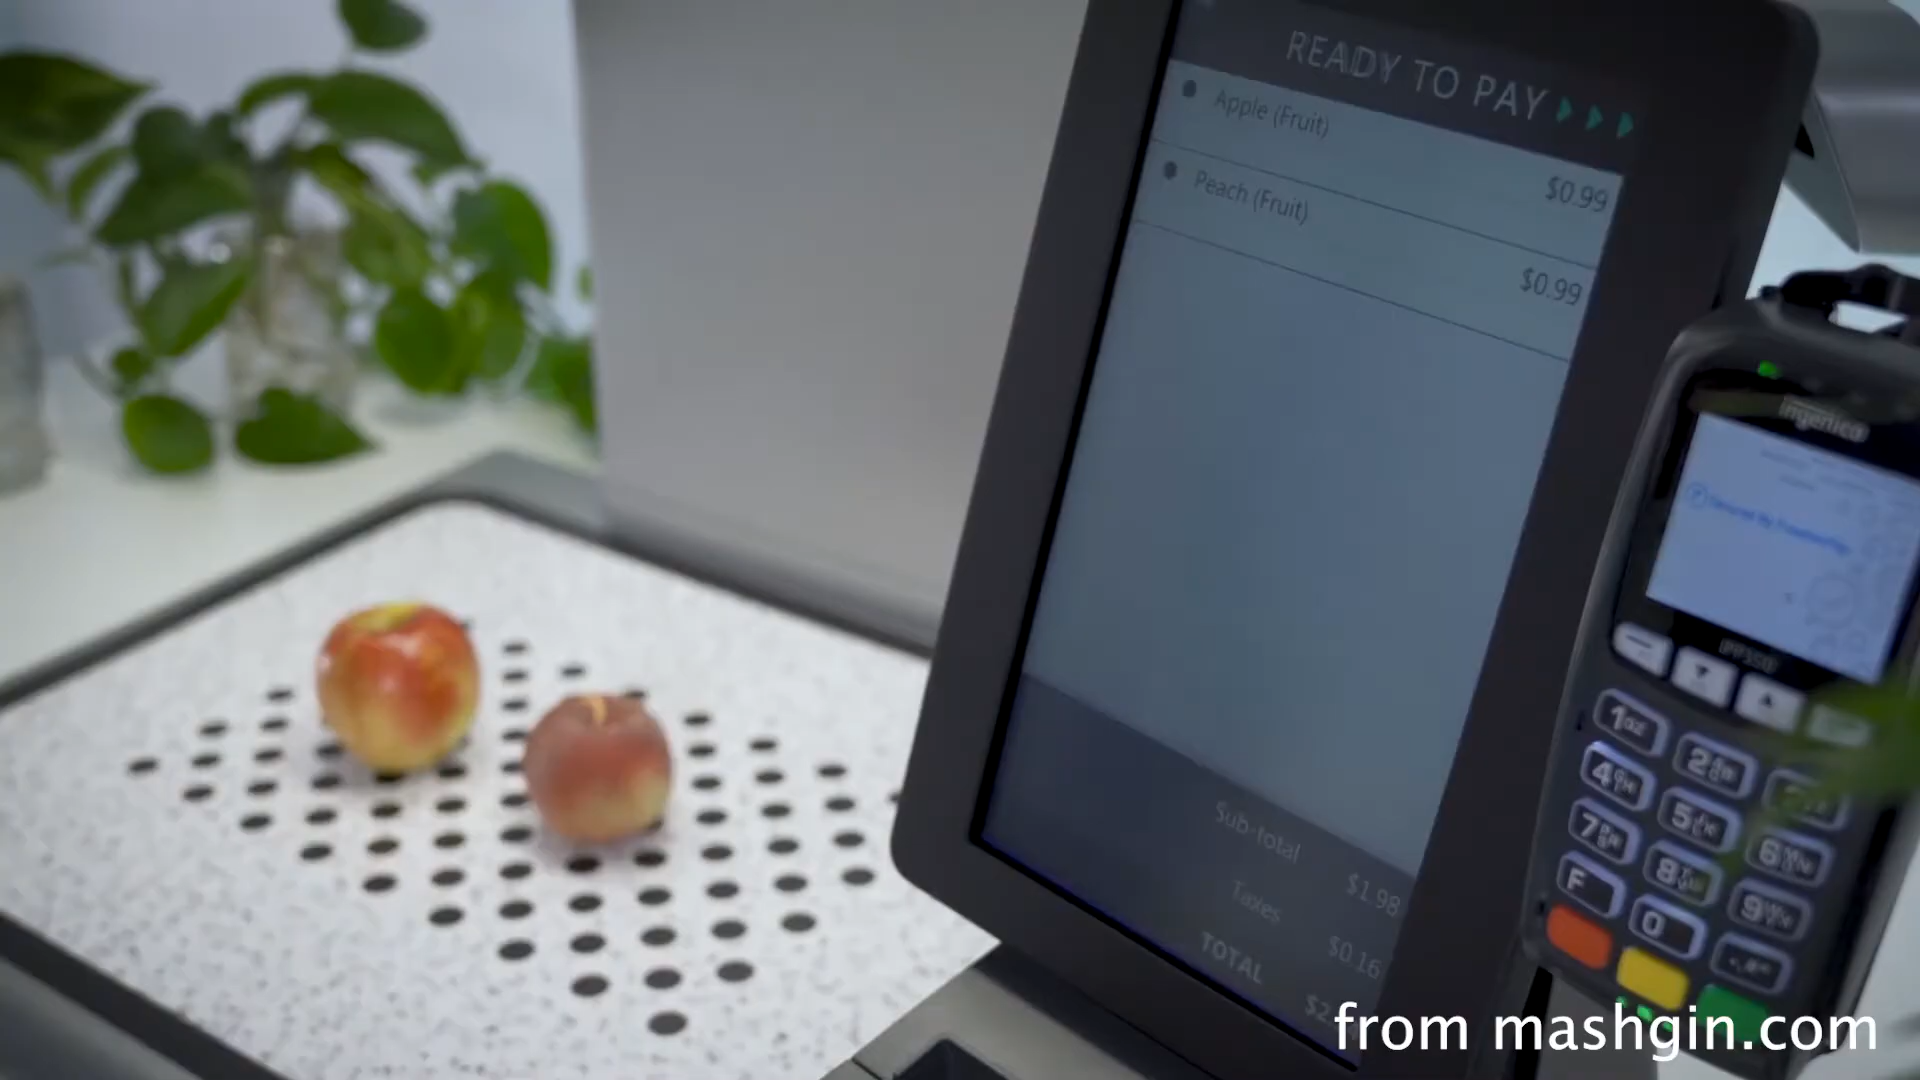 READY TO PAY
Apple (Fruit)
$0.99
Peach (Fruit)
$0.99
Sub-total
$1.98
Taxes
$0.16
TOTAL
ingenico
1
2
4
5
6
7
8
9
F
0
from mashgin.com